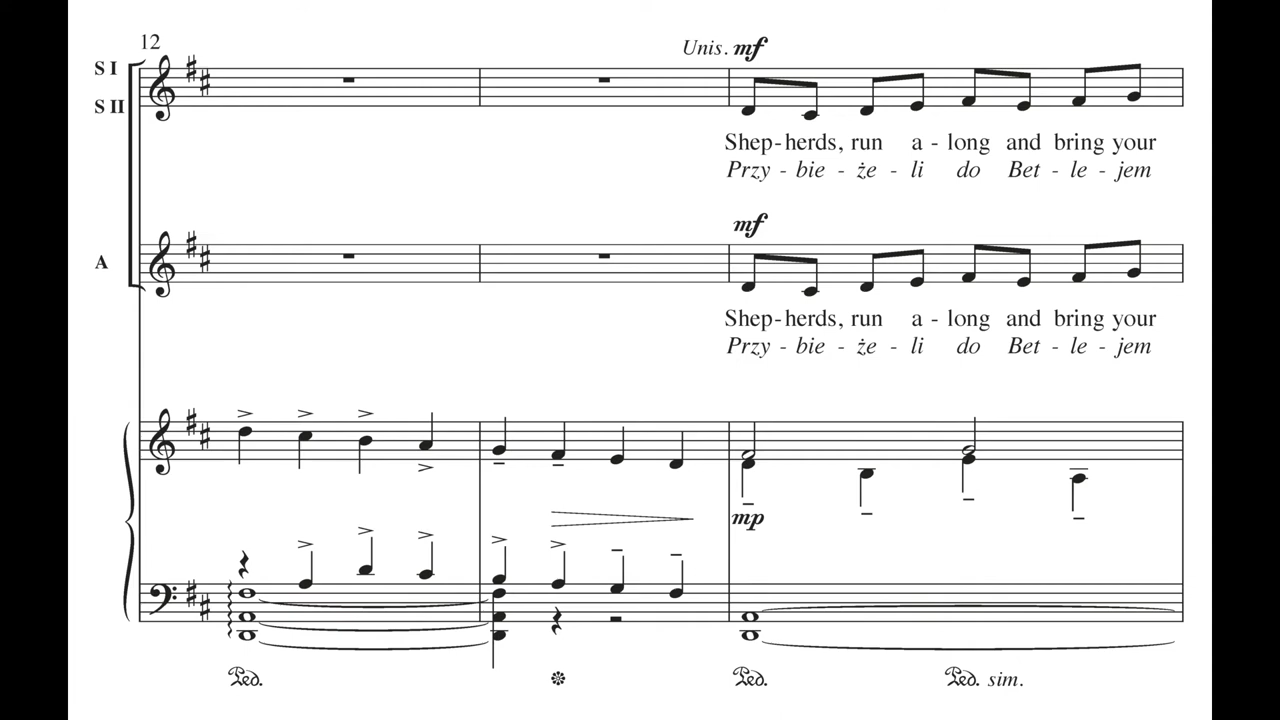 12
Unis. mf
S I
S II
Shep-herds, run a - long and bring your
Przy - bie - że - li do Bet - le - jem
mf
A
Shep-herds, run a - long and bring your
Przy - bie - że - li do Bet - le - jem
mp
Ped. Ped. Ped. sim.